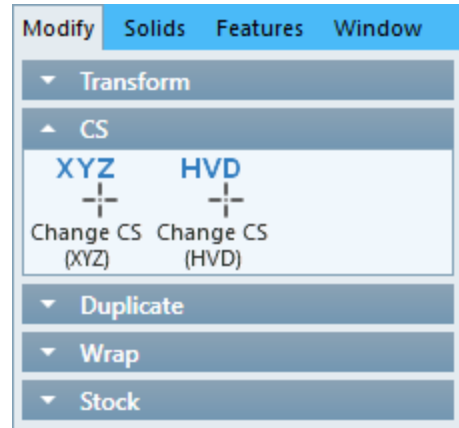 Modify Solids Features Window
Transform
CS
XYZ HVD
Change CS Change CS
(XYZ) (HVD)
Duplicate
Wrap
Stock